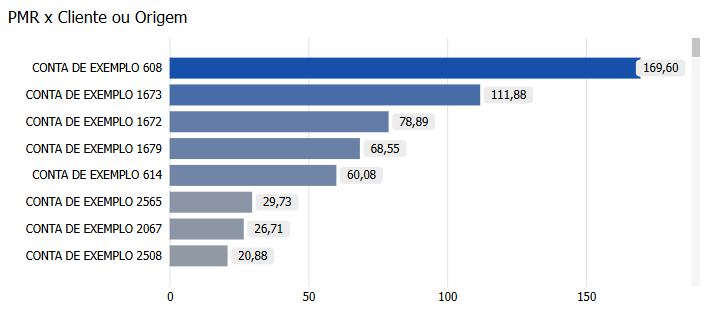 PMR x Cliente ou Origem
CONTA DE EXEMPLO 608 169,60
CONTA DE EXEMPLO 1673 111,88
CONTA DE EXEMPLO 1672 78,89
CONTA DE EXEMPLO 1679 68,55
CONTA DE EXEMPLO 614 60,08
CONTA DE EXEMPLO 2565 29,73
CONTA DE EXEMPLO 2067 26,71
CONTA DE EXEMPLO 2508 20,88
0 50 100 150